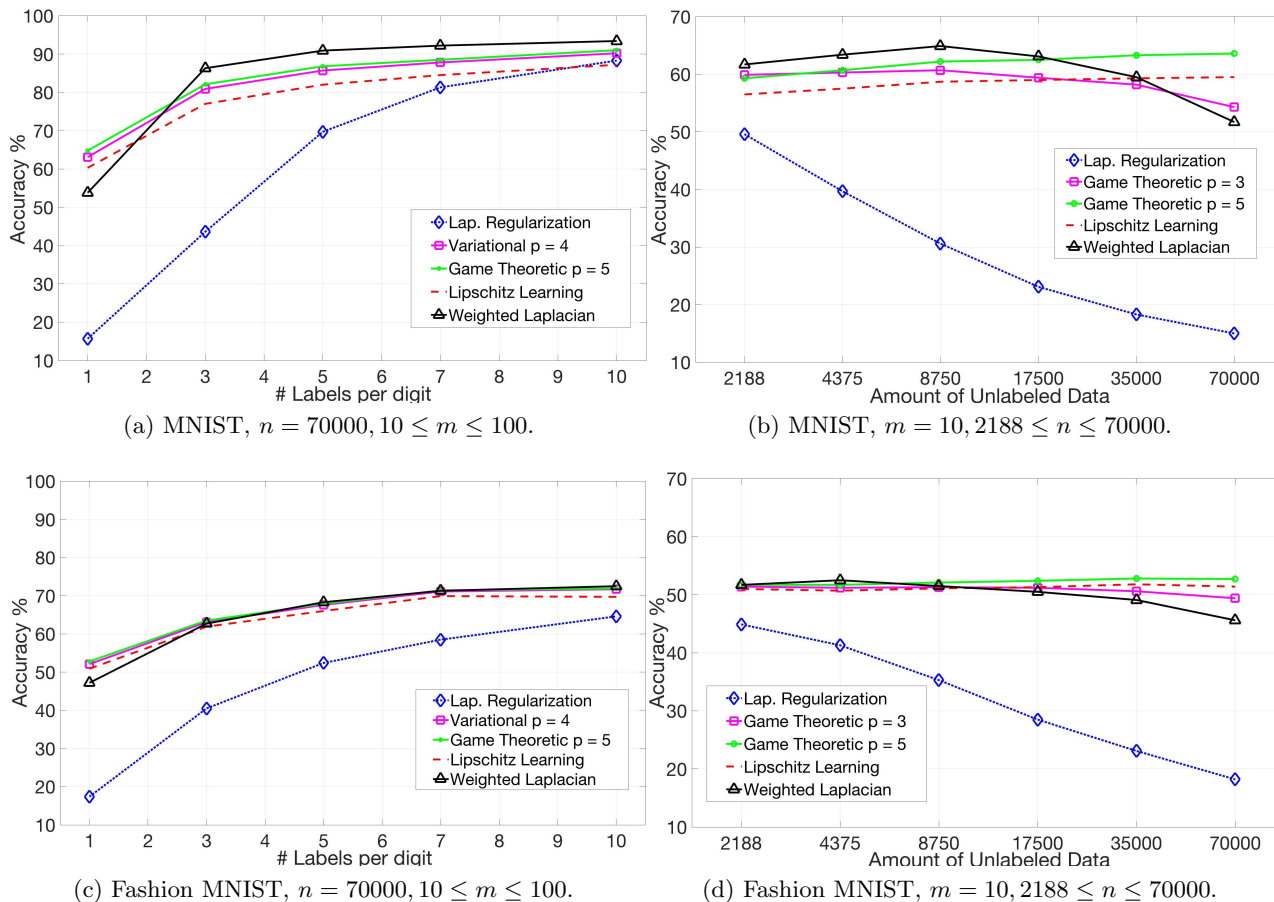 100
90
80
70
60
50
40
30
20
10
Accuracy %
1 2 3 4 5 6 7 8 9 10
# Labels per digit
Lap. Regularization
Variational p = 4
Game Theoretic p = 5
Lipschitz Learning
Weighted Laplacian
(a) MNIST, n = 70000, 10 ≤ m ≤ 100.
70
60
50
40
30
20
10
Accuracy %
2188 4375 8750 17500 35000 70000
Amount of Unlabeled Data
Lap. Regularization
Game Theoretic p = 3
Game Theoretic p = 5
Lipschitz Learning
Weighted Laplacian
(b) MNIST, m = 10, 2188 ≤ n ≤ 70000.
100
90
80
70
60
50
40
30
20
10
Accuracy %
1 2 3 4 5 6 7 8 9 10
# Labels per digit
Lap. Regularization
Variational p = 4
Game Theoretic p = 5
Lipschitz Learning
Weighted Laplacian
(c) Fashion MNIST, n = 70000, 10 ≤ m ≤ 100.
70
60
50
40
30
20
10
Accuracy %
2188 4375 8750 17500 35000 70000
Amount of Unlabeled Data
Lap. Regularization
Game Theoretic p = 3
Game Theoretic p = 5
Lipschitz Learning
Weighted Laplacian
(d) Fashion MNIST, m = 10, 2188 ≤ n ≤ 70000.